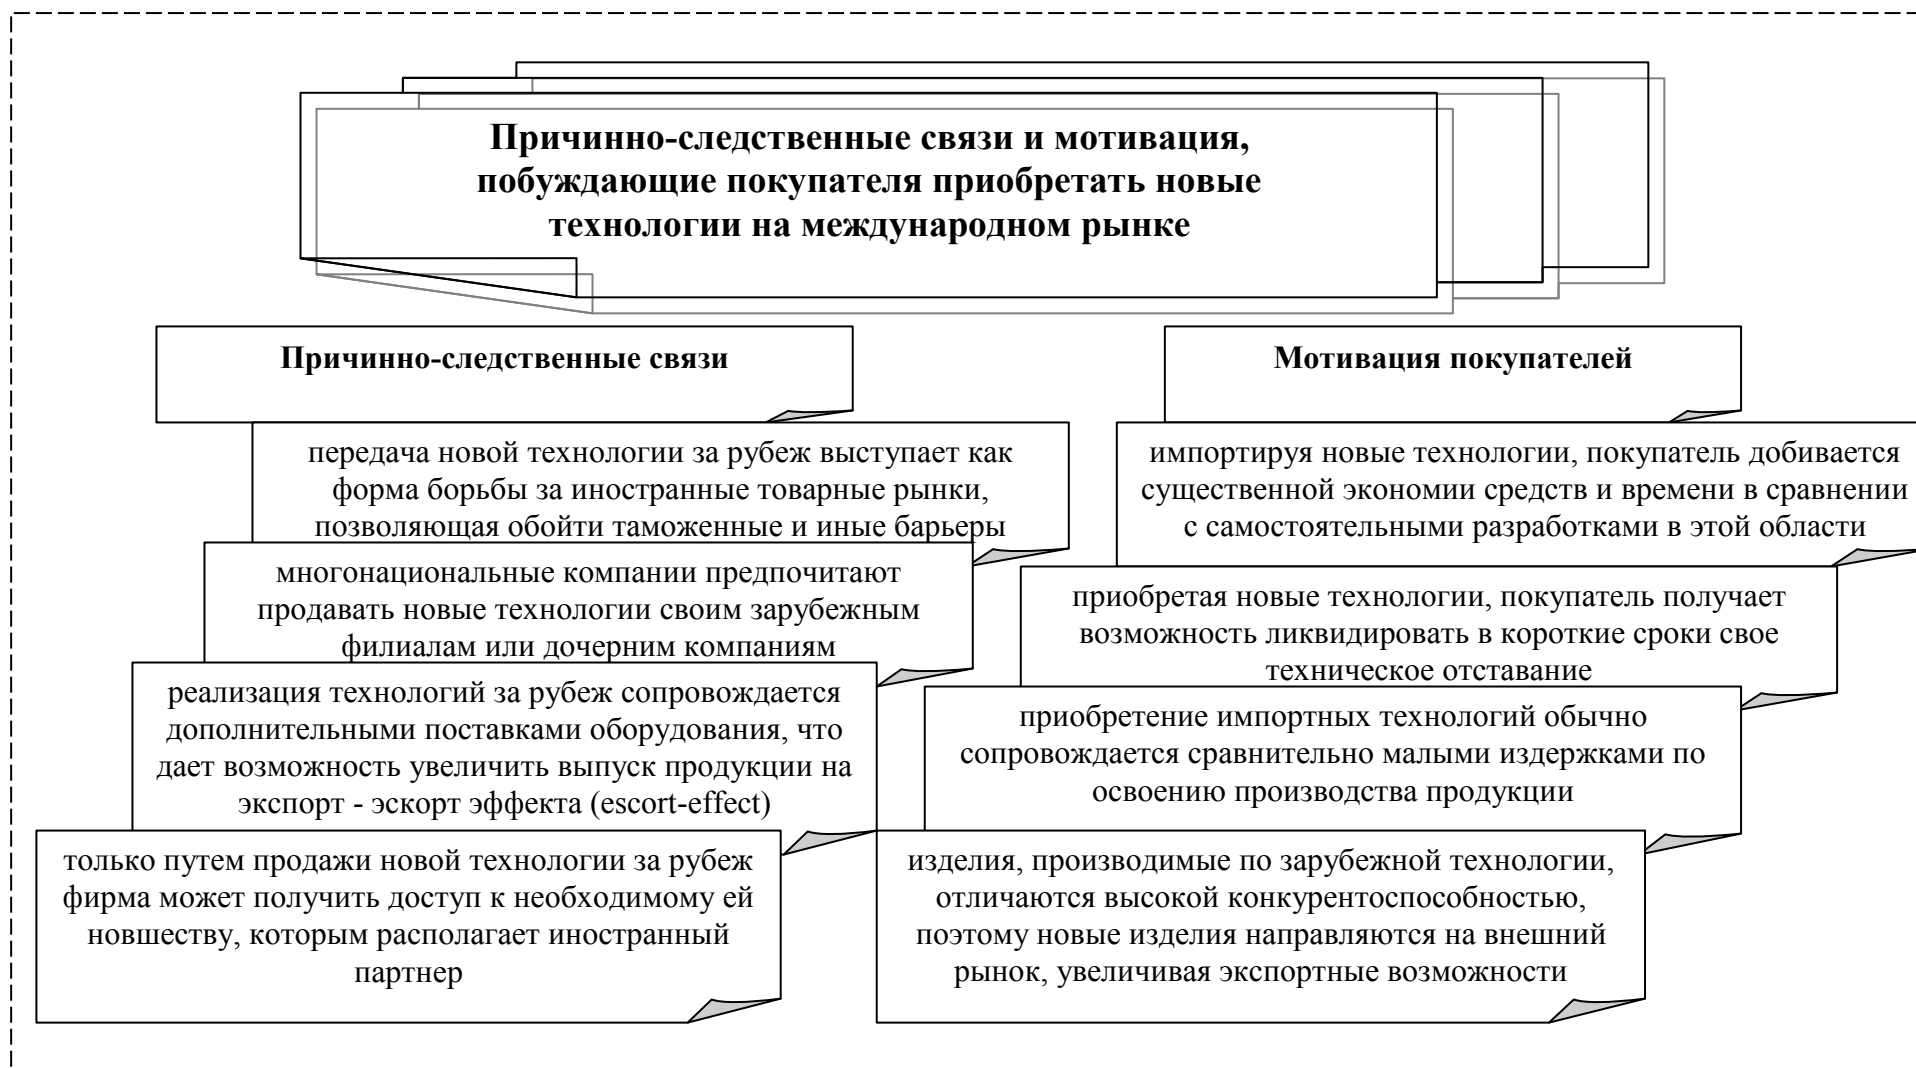 Причинно-следственные связи и мотивация,
побуждающие покупателя приобретать новые
технологии на международном рынке
Причинно-следственные связи
передача новой технологии за рубеж выступает как
форма борьбы за иностранные товарные рынки,
позволяющая обойти таможенные и иные барьеры
многонациональные компании предпочитают
продавать новые технологии своим зарубежным
филиалам или дочерним компаниям
реализация технологий за рубеж сопровождается
дополнительными поставками оборудования, что
дает возможность увеличить выпуск продукции на
экспорт - эскорт эффекта (escort-effect)
только путем продажи новой технологии за рубеж
фирма может получить доступ к необходимому ей
новшеству, которым располагает иностранный
партнер
Мотивация покупателей
импортируя новые технологии, покупатель добивается
существенной экономии средств и времени в сравнении
с самостоятельными разработками в этой области
приобретая новые технологии, покупатель получает
возможность ликвидировать в короткие сроки свое
техническое отставание
приобретение импортных технологий обычно
сопровождается сравнительно малыми издержками по
освоению производства продукции
изделия, производимые по зарубежной технологии,
отличаются высокой конкурентоспособностью,
поэтому новые изделия направляются на внешний
рынок, увеличивая экспортные возможности